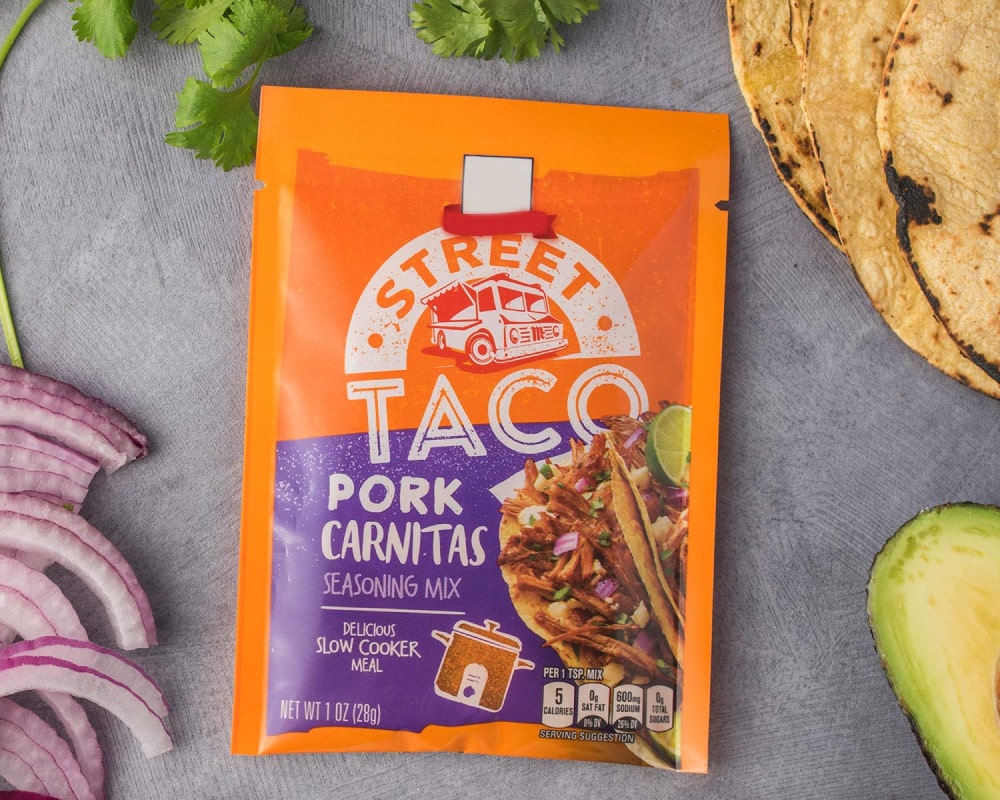 STREET
TACO
PORK
CARNITAS
SEASONING MIX
DELICIOUS
SLOW COOKER
MEAL
NET WT 1 OZ (28g)
PER 1 TSP. MIX
5 CALORIES
0g SAT FAT 0% DV
600mg SODIUM 26% DV
0g TOTAL SUGARS
SERVING SUGGESTION